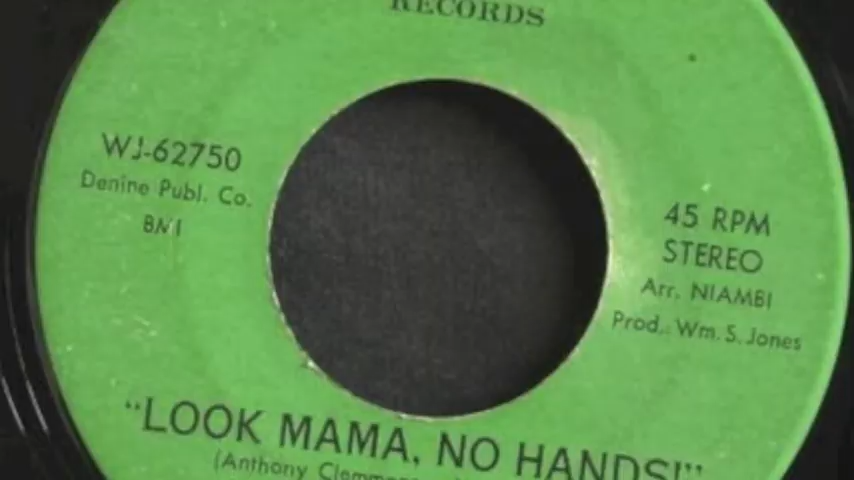 RECORDS
WJ-62750
Denine Publ. Co.
BMI
45 RPM
STEREO
Arr. NIAMBI
Prod.: Wm. S. Jones
"LOOK MAMA, NO HANDS!"
(Anthony